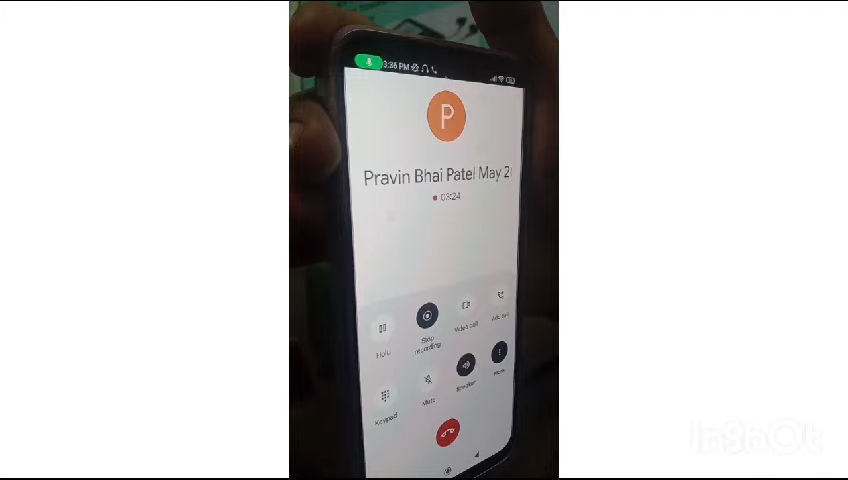 3:36 PM
P
Pravin Bhai Patel May 2
03:24
Hold
Stop recording
Video call
Add call
Keypad
Mute
Speaker
More
InShOt